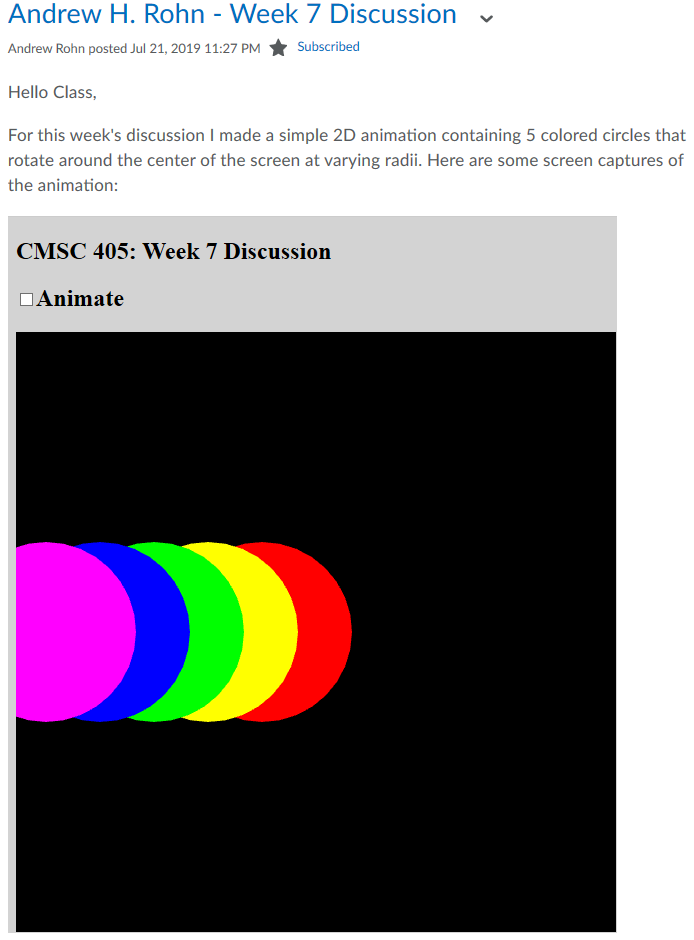 Andrew H. Rohn - Week 7 Discussion
Andrew Rohn posted Jul 21, 2019 11:27 PM Subscribed
Hello Class,
For this week's discussion I made a simple 2D animation containing 5 colored circles that
rotate around the center of the screen at varying radii. Here are some screen captures of
the animation:
CMSC 405: Week 7 Discussion
Animate